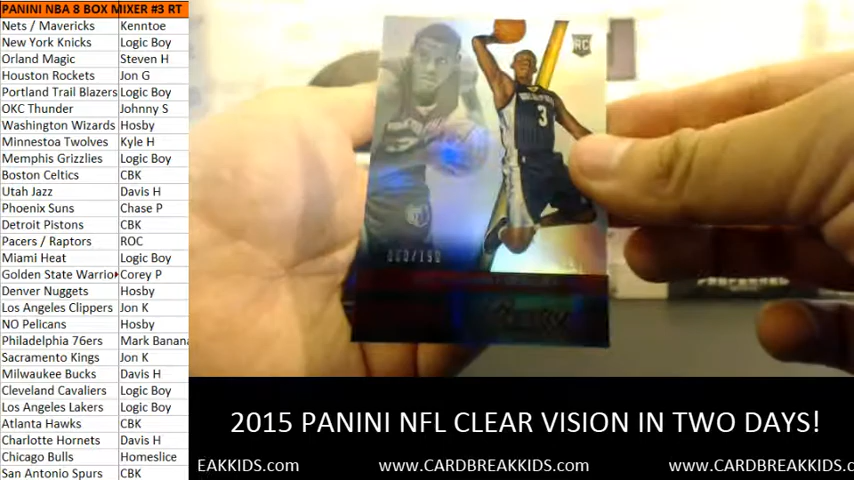 PANINI NBA 8 BOX MIXER #3 RT
Nets / Mavericks Kenntoe
New York Knicks Logic Boy
Orland Magic Steven H
Houston Rockets Jon G
Portland Trail Blazers Logic Boy
OKC Thunder Johnny S
Washington Wizards Hosby
Minnestoa Twolves Kyle H
Memphis Grizzlies Logic Boy
Boston Celtics CBK
Utah Jazz Davis H
Phoenix Suns Chase P
Detroit Pistons CBK
Pacers / Raptors ROC
Miami Heat Logic Boy
Golden State Warrio Corey P
Denver Nuggets Hosby
Los Angeles Clippers Jon K
NO Pelicans Hosby
Philadelphia 76ers Mark Banana
Sacramento Kings Jon K
Milwaukee Bucks Davis H
Cleveland Cavaliers Logic Boy
Los Angeles Lakers Logic Boy
Atlanta Hawks CBK
Charlotte Hornets Davis H
Chicago Bulls Homeslice
San Antonio Spurs CBK
RC
3
2015 PANINI NFL CLEAR VISION IN TWO DAYS!
EAKKIDS.com www.CARDBREAKKIDS.com www.CARDBREAKKIDS.c